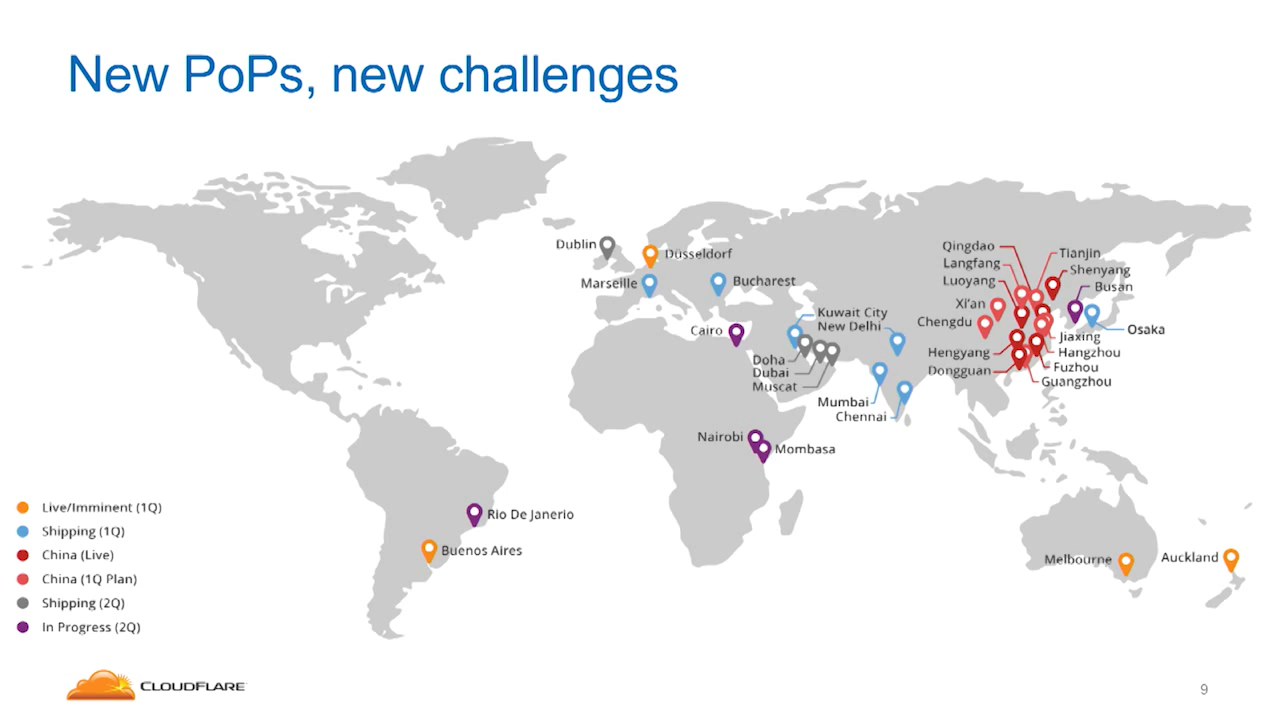 New PoPs, new challenges
Dublin
Düsseldorf
Marseille
Bucharest
Cairo
Kuwait City
New Delhi
Doha
Dubai
Muscat
Mumbai
Chennai
Nairobi
Mombasa
Qingdao
Langfang
Luoyang
Xi'an
Chengdu
Hengyang
Dongguan
Tianjin
Shenyang
Busan
Osaka
Jiaxing
Hangzhou
Fuzhou
Guangzhou
Rio De Janerio
Buenos Aires
Melbourne
Auckland
Live/Imminent (1Q)
Shipping (1Q)
China (Live)
China (1Q Plan)
Shipping (2Q)
In Progress (2Q)
CLOUDFLARE
9